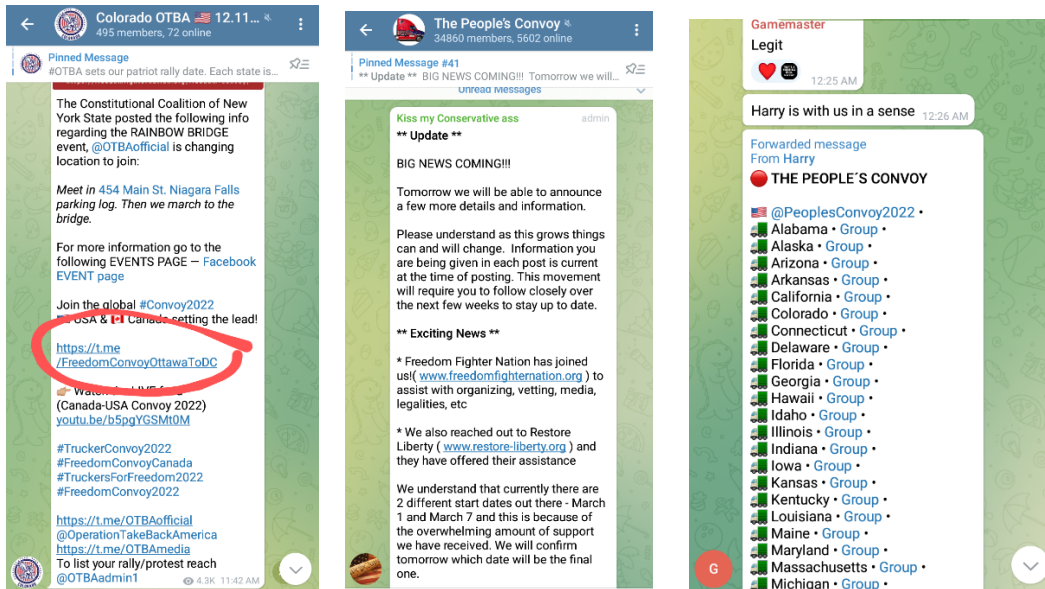 Colorado OTBA 🇺🇸 12.11...
495 members, 72 online
Pinned Message
#OTBA sets our patriot rally date. Each state is...
The Constitutional Coalition of New
York State posted the following info
regarding the RAINBOW BRIDGE
event, @OTBAofficial is changing
location to join:
Meet in 454 Main St. Niagara Falls
parking log. Then we march to the
bridge.
For more information go to the
following EVENTS PAGE — Facebook
EVENT page
Join the global #Convoy2022
🇺🇸 USA & 🇨🇦 Canada setting the lead!
https://t.me
/FreedomConvoyOttawaToDC
(Canada-USA Convoy 2022)
youtu.be/b5pgYGSMt0M
#TruckerConvoy2022
#FreedomConvoyCanada
#TruckersForFreedom2022
#FreedomConvoy2022
https://t.me/OTBAofficial
@OperationTakeBackAmerica
https://t.me/OTBAmedia
To list your rally/protest reach
@OTBAadmin1
4.3K 11:42 AM
The People's Convoy
34860 members, 5602 online
Pinned Message #41
** Update ** BIG NEWS COMING!!! Tomorrow we will...
Unread Messages
Kiss my Conservative ass admin
** Update **
BIG NEWS COMING!!!
Tomorrow we will be able to announce
a few more details and information.
Please understand as this grows things
can and will change. Information you
are being given in each post is current
at the time of posting. This movement
will require you to follow closely over
the next few weeks to stay up to date.
** Exciting News **
* Freedom Fighter Nation has joined
us!( www.freedomfighternation.org ) to
assist with organizing, vetting, media,
legalities, etc
* We also reached out to Restore
Liberty ( www.restore-liberty.org ) and
they have offered their assistance
We understand that currently there are
2 different start dates out there - March
1 and March 7 and this is because of
the overwhelming amount of support
we have received. We will confirm
tomorrow which date will be the final
one.
Gamemaster
Legit
12:25 AM
Harry is with us in a sense 12:26 AM
Forwarded message
From Harry
🔴 THE PEOPLE´S CONVOY
🇺🇸 @PeoplesConvoy2022 •
🚛 Alabama • Group •
🚛 Alaska • Group •
🚛 Arizona • Group •
🚛 Arkansas • Group •
🚛 California • Group •
🚛 Colorado • Group •
🚛 Connecticut • Group •
🚛 Delaware • Group •
🚛 Florida • Group •
🚛 Georgia • Group •
🚛 Hawaii • Group •
🚛 Idaho • Group •
🚛 Illinois • Group •
🚛 Indiana • Group •
🚛 Iowa • Group •
🚛 Kansas • Group •
🚛 Kentucky • Group •
🚛 Louisiana • Group •
🚛 Maine • Group •
🚛 Maryland • Group •
🚛 Massachusetts • Group •
🚛 Michigan • Group •
G